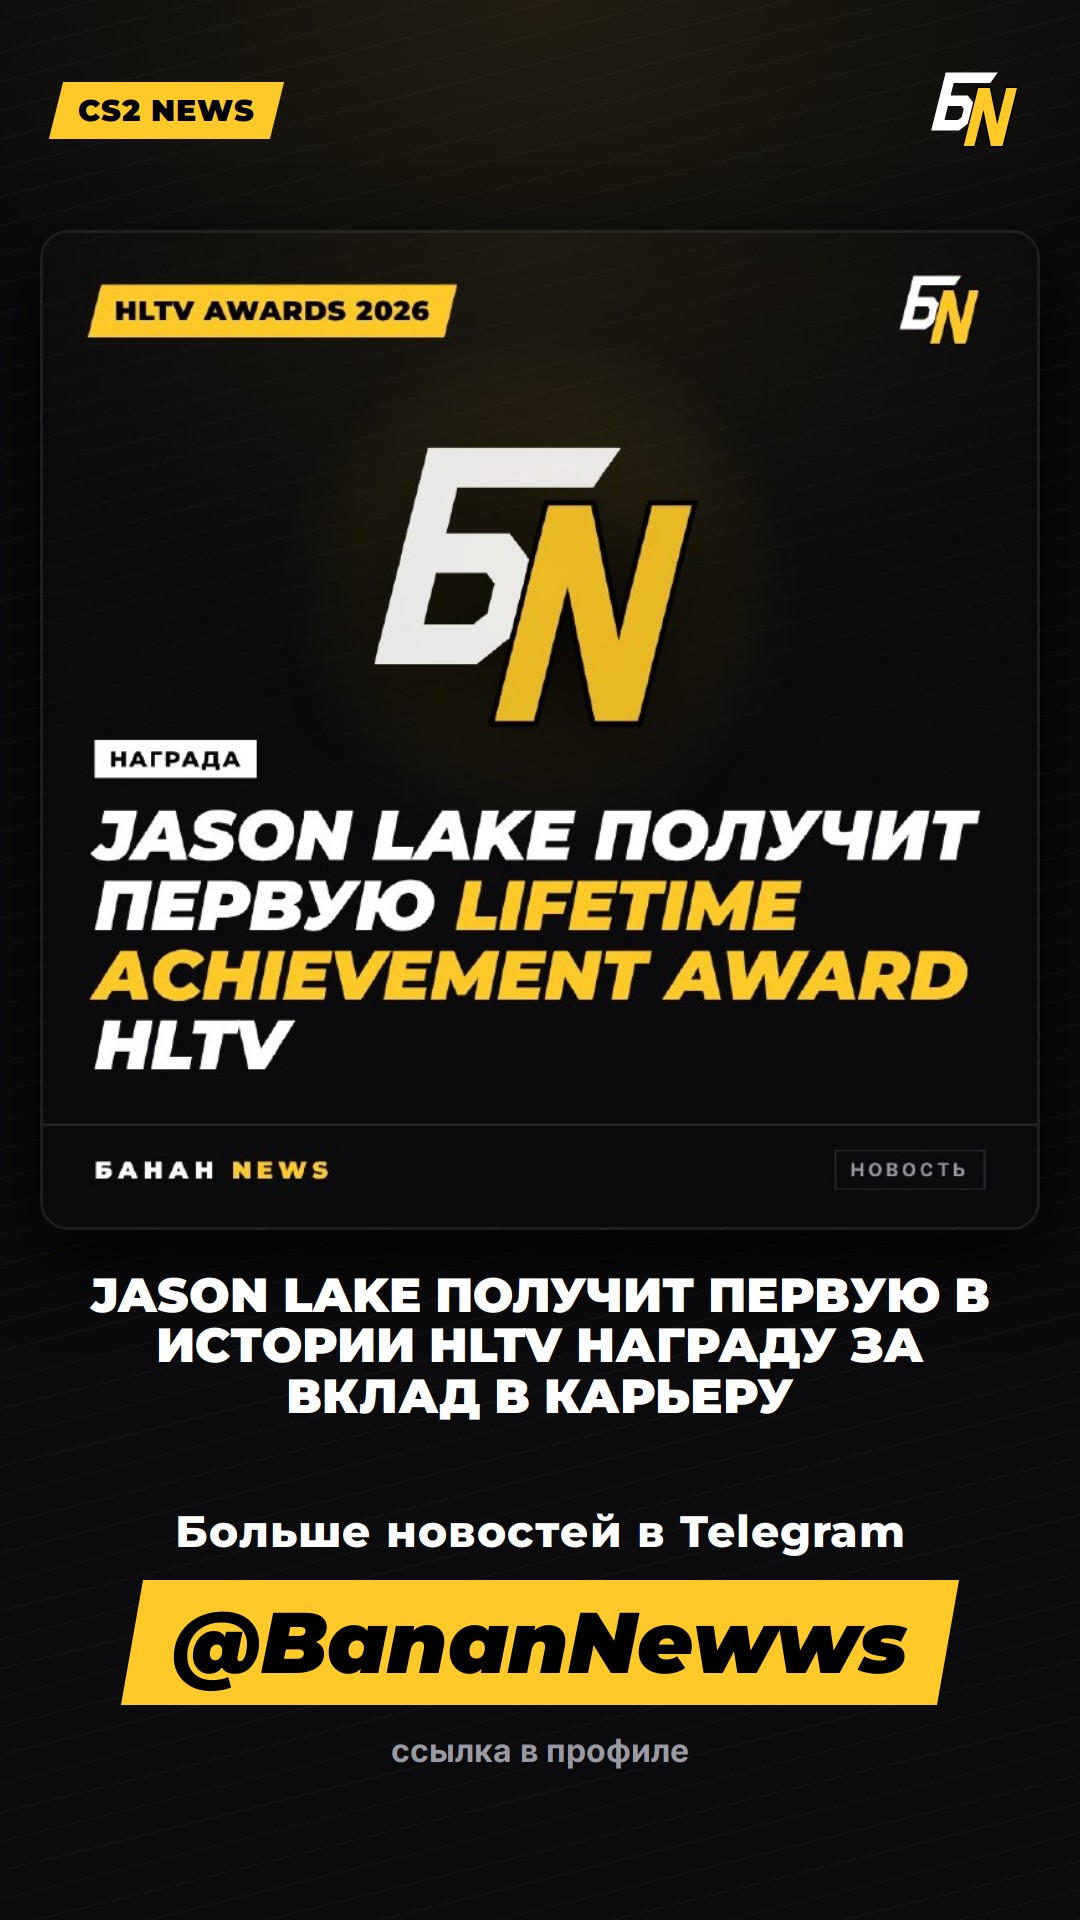 CS2 NEWS
БN
HLTV AWARDS 2026
БN
БN
НАГРАДА
JASON LAKE ПОЛУЧИТ
ПЕРВУЮ LIFETIME
ACHIEVEMENT AWARD
HLTV
БАНАН NEWS
НОВОСТЬ
JASON LAKE ПОЛУЧИТ ПЕРВУЮ В
ИСТОРИИ HLTV НАГРАДУ ЗА
ВКЛАД В КАРЬЕРУ
Больше новостей в Telegram
@BananNewws
ссылка в профиле